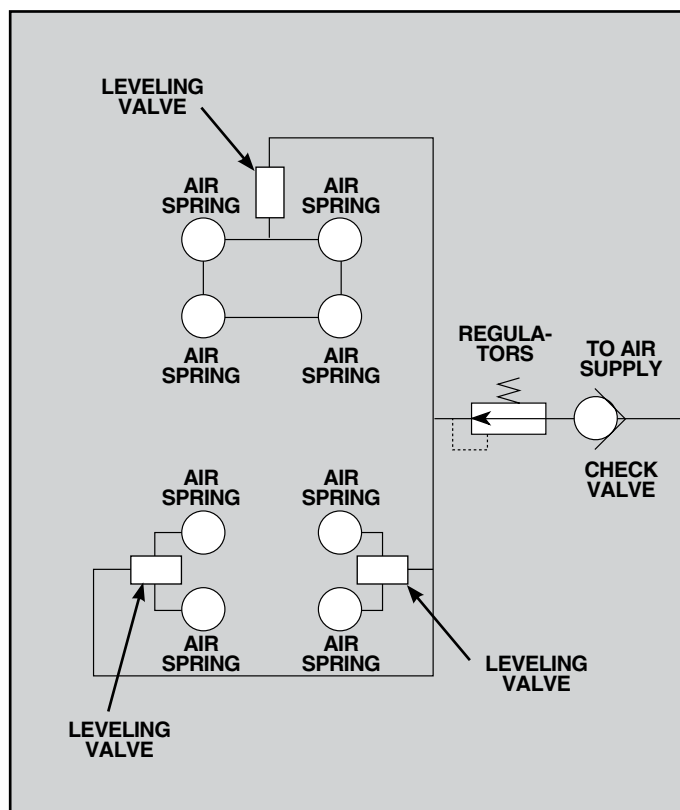 LEVELING
VALVE
AIR
SPRING
AIR
SPRING
AIR
SPRING
AIR
SPRING
REGULA-
TORS
TO AIR
SUPPLY
CHECK
VALVE
AIR
SPRING
AIR
SPRING
AIR
SPRING
AIR
SPRING
LEVELING
VALVE
LEVELING
VALVE